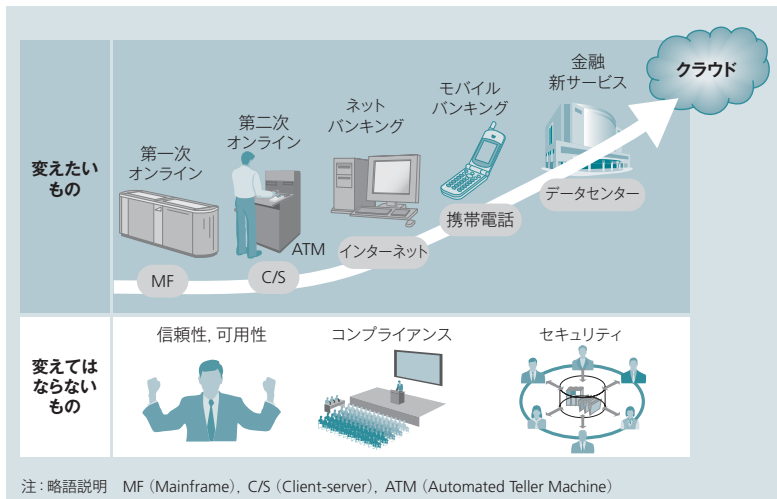 変えたい
もの
第一次
オンライン
MF
第二次
オンライン
ATM
C/S
ネット
バンキング
インターネット
モバイル
バンキング
携帯電話
金融
新サービス
データセンター
クラウド
変えては
ならない
もの
信頼性, 可用性
コンプライアンス
セキュリティ
注：略語説明　MF（Mainframe），C/S（Client-server），ATM（Automated Teller Machine）